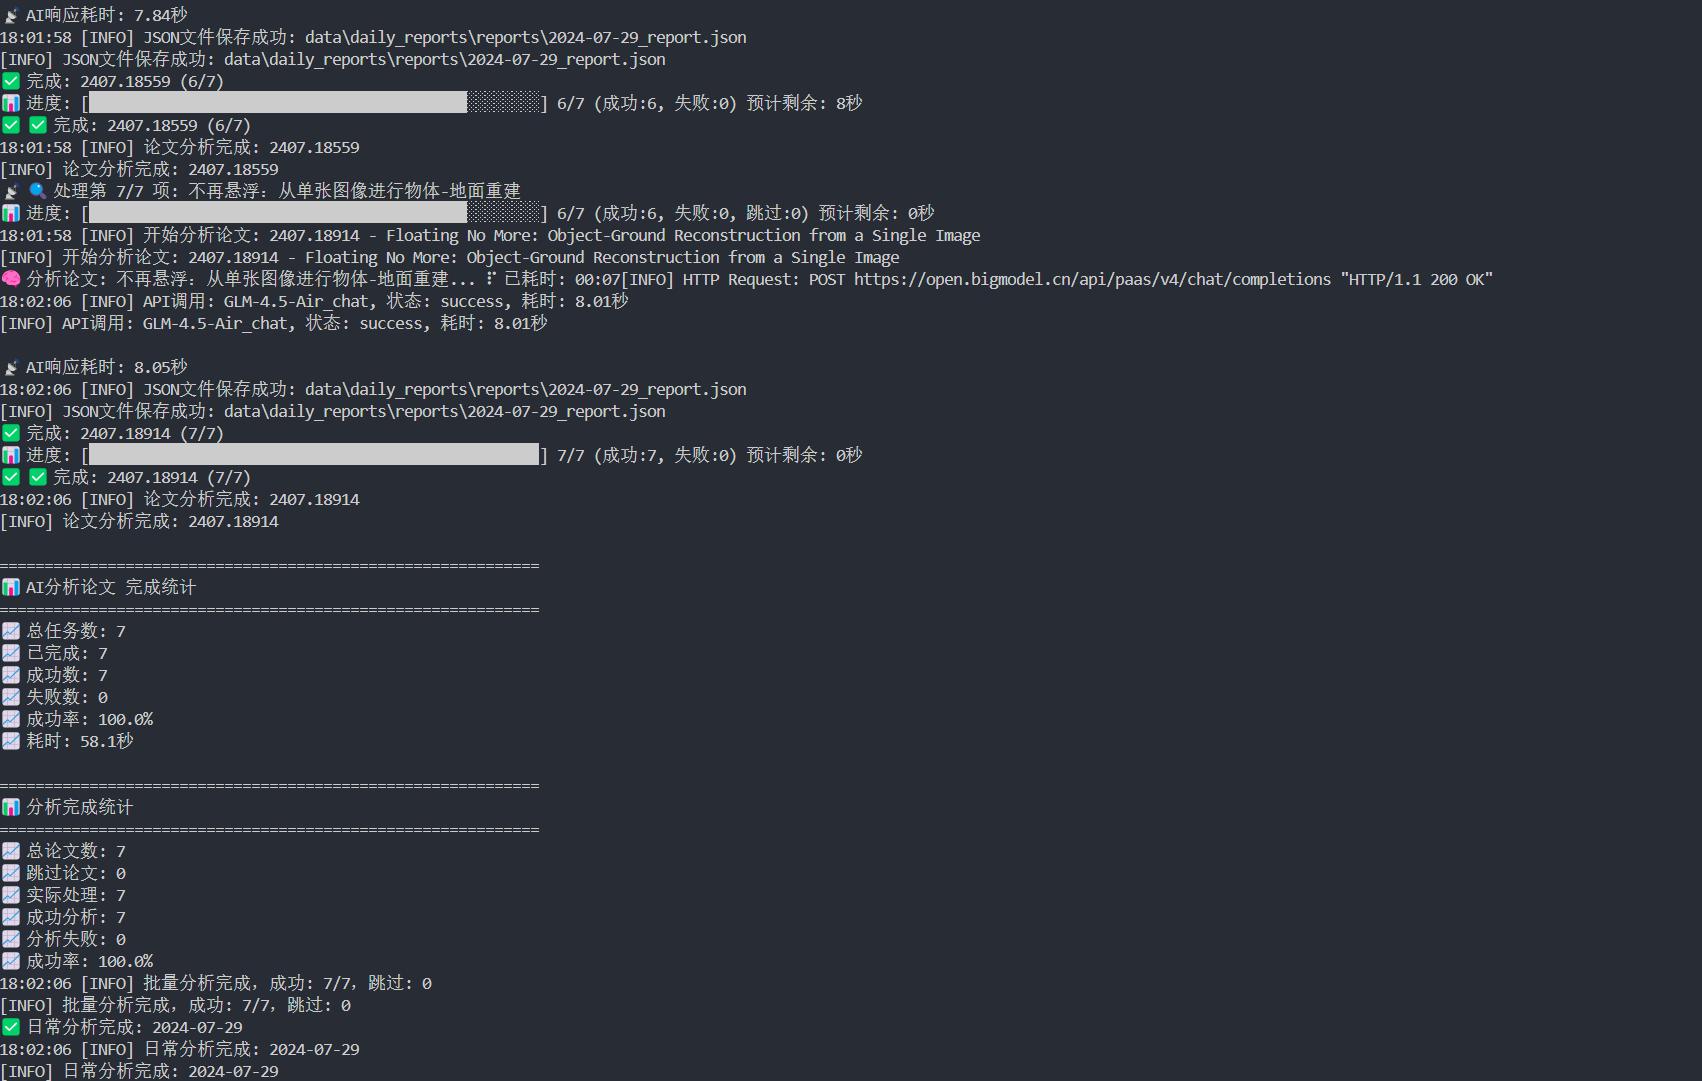 📡 AI响应耗时: 7.84秒
18:01:58 [INFO] JSON文件保存成功: data\daily_reports\reports\2024-07-29_report.json
[INFO] JSON文件保存成功: data\daily_reports\reports\2024-07-29_report.json
✅ 完成: 2407.18559 (6/7)
📊 进度: [██████████████████████████████████████████░░░░░░░░] 6/7 (成功:6, 失败:0) 预计剩余: 8秒
✅ ✅ 完成: 2407.18559 (6/7)
18:01:58 [INFO] 论文分析完成: 2407.18559
[INFO] 论文分析完成: 2407.18559
📡 🔍 处理第 7/7 项: 不再悬浮: 从单张图像进行物体-地面重建
📊 进度: [██████████████████████████████████████████░░░░░░░░] 6/7 (成功:6, 失败:0, 跳过:0) 预计剩余: 0秒
18:01:58 [INFO] 开始分析论文: 2407.18914 - Floating No More: Object-Ground Reconstruction from a Single Image
[INFO] 开始分析论文: 2407.18914 - Floating No More: Object-Ground Reconstruction from a Single Image
🧠 分析论文: 不再悬浮: 从单张图像进行物体-地面重建... ⠏ 已耗时: 00:07[INFO] HTTP Request: POST https://open.bigmodel.cn/api/paas/v4/chat/completions "HTTP/1.1 200 OK"
18:02:06 [INFO] API调用: GLM-4.5-Air_chat, 状态: success, 耗时: 8.01秒
[INFO] API调用: GLM-4.5-Air_chat, 状态: success, 耗时: 8.01秒
📡 AI响应耗时: 8.05秒
18:02:06 [INFO] JSON文件保存成功: data\daily_reports\reports\2024-07-29_report.json
[INFO] JSON文件保存成功: data\daily_reports\reports\2024-07-29_report.json
✅ 完成: 2407.18914 (7/7)
📊 进度: [██████████████████████████████████████████████████] 7/7 (成功:7, 失败:0) 预计剩余: 0秒
✅ ✅ 完成: 2407.18914 (7/7)
18:02:06 [INFO] 论文分析完成: 2407.18914
[INFO] 论文分析完成: 2407.18914
============================================================
📊 AI分析论文 完成统计
============================================================
📈 总任务数: 7
📈 已完成: 7
📈 成功数: 7
📈 失败数: 0
📈 成功率: 100.0%
📈 耗时: 58.1秒
============================================================
📊 分析完成统计
============================================================
📈 总论文数: 7
📈 跳过论文: 0
📈 实际处理: 7
📈 成功分析: 7
📈 分析失败: 0
📈 成功率: 100.0%
18:02:06 [INFO] 批量分析完成, 成功: 7/7, 跳过: 0
[INFO] 批量分析完成, 成功: 7/7, 跳过: 0
✅ 日常分析完成: 2024-07-29
18:02:06 [INFO] 日常分析完成: 2024-07-29
[INFO] 日常分析完成: 2024-07-29